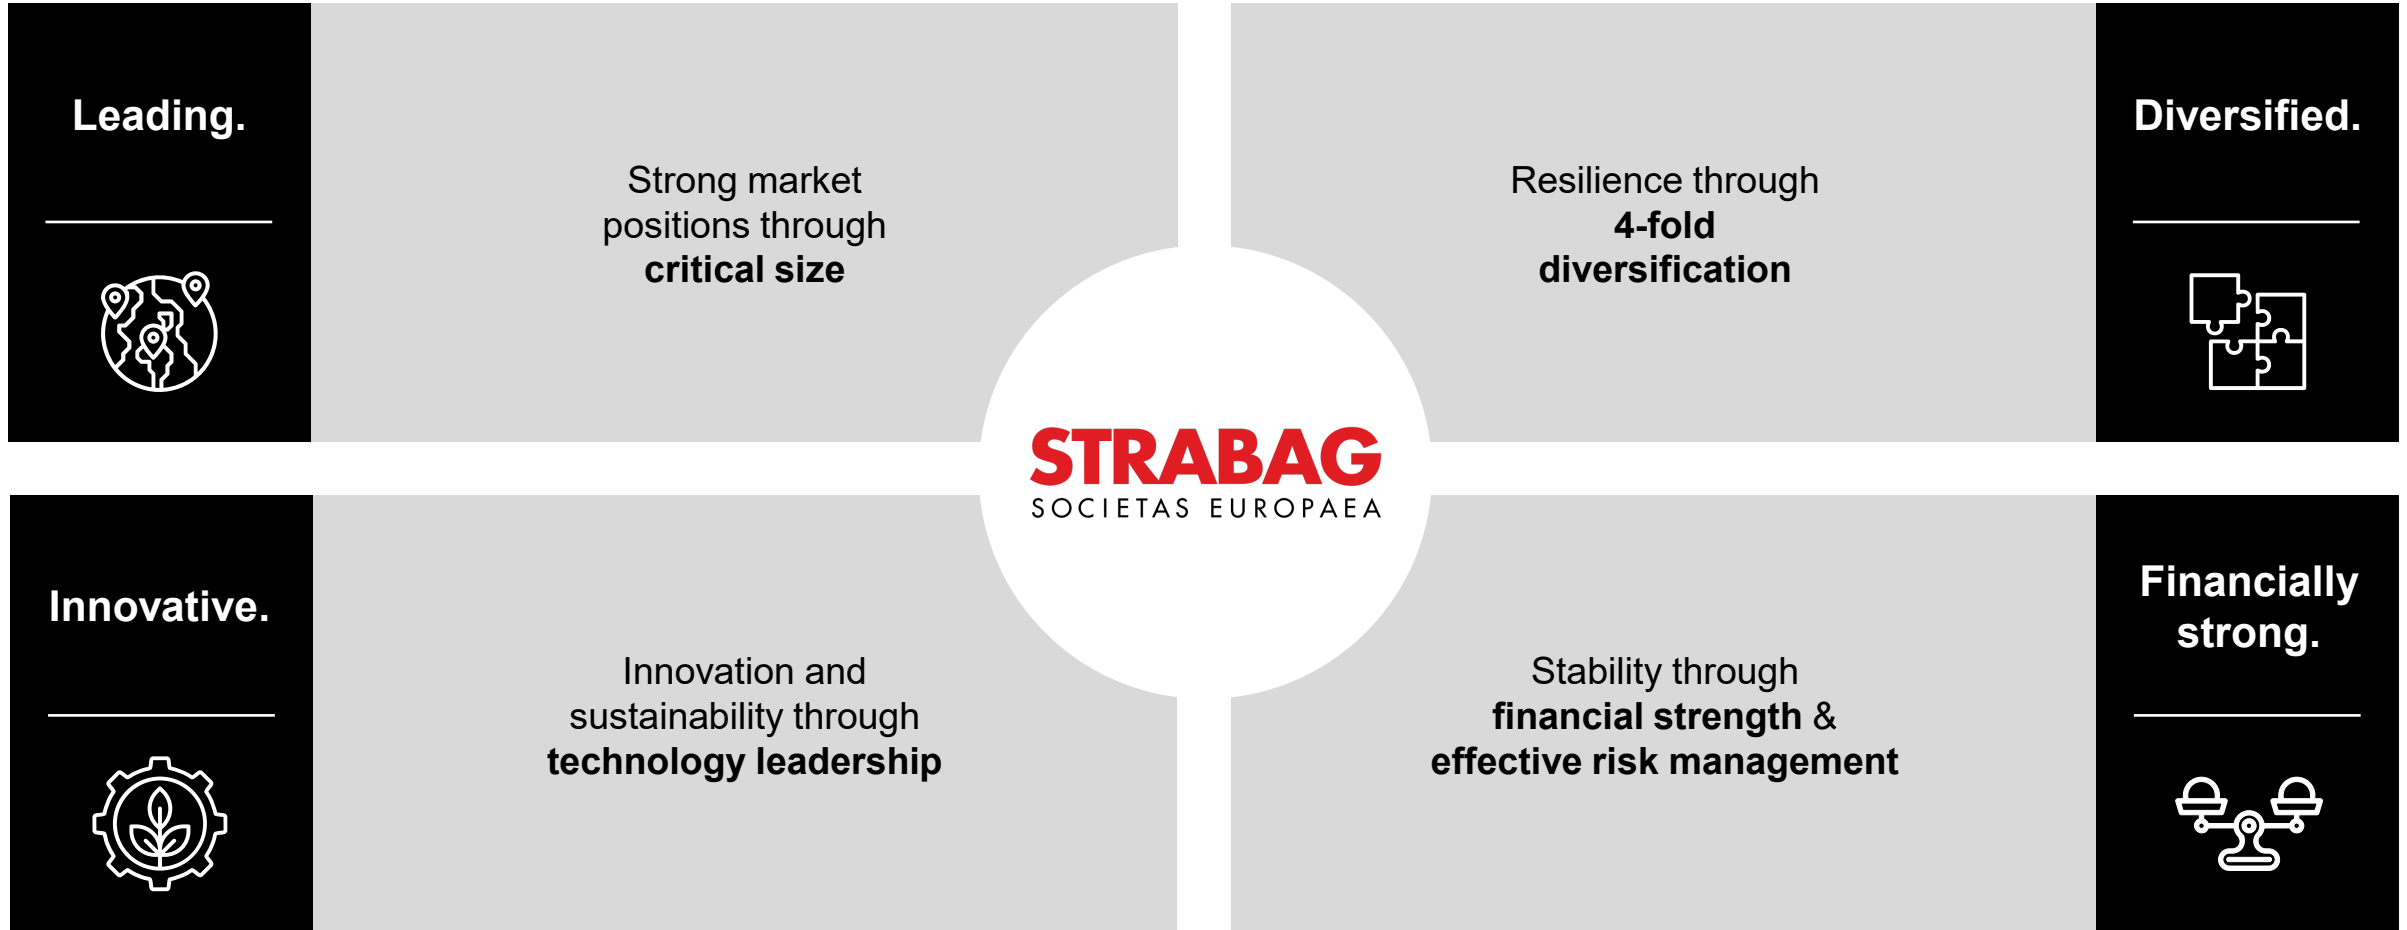 Leading.
Strong market
positions through
critical size
Resilience through
4-fold
diversification
Diversified.
STRABAG
SOCIETAS EUROPAEA
Innovative.
Innovation and
sustainability through
technology leadership
Stability through
financial strength &
effective risk management
Financially
strong.